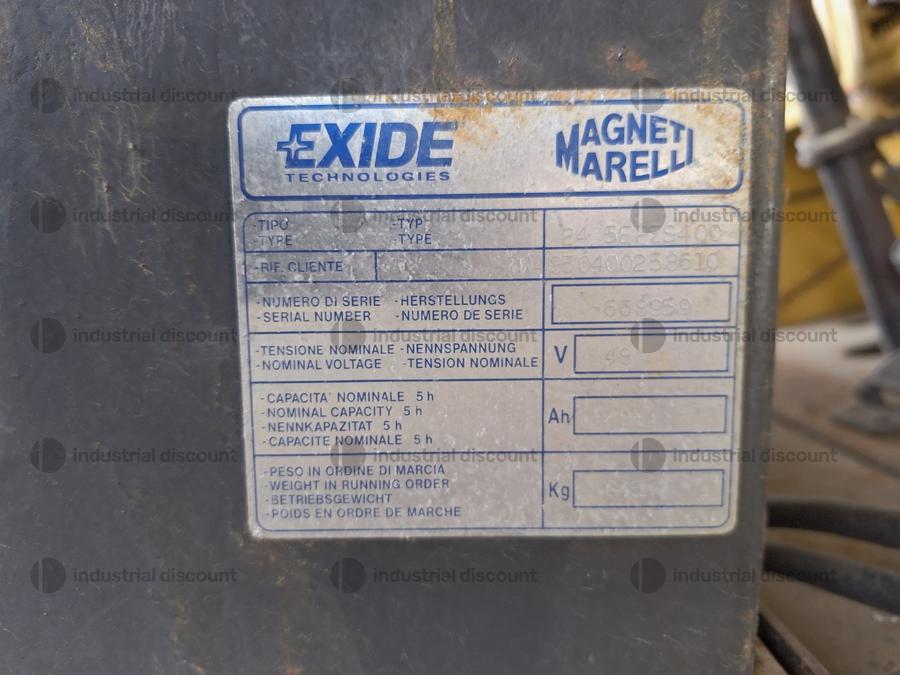 EXIDE
TECHNOLOGIES
MAGNETI
MARELLI
-TIPO -TYP
-TYPE TYPE
-RIF. CLIENTE
-NUMERO DI SERIE -HERSTELLUNGS
-SERIAL NUMBER -NUMERO DE SERIE
-TENSIONE NOMINALE -NENNSPANNUNG
-NOMINAL VOLTAGE -TENSION NOMINALE
V 48
-CAPACITA' NOMINALE 5 h
-NOMINAL CAPACITY 5 h
-NENNKAPAZITAT 5 h
-CAPACITE NOMINALE 5 h
Ah
-PESO IN ORDINE DI MARCIA
-WEIGHT IN RUNNING ORDER
-BETRIEBSGEWICHT
-POIDS EN ORDRE DE MARCHE
Kg
industrial discount